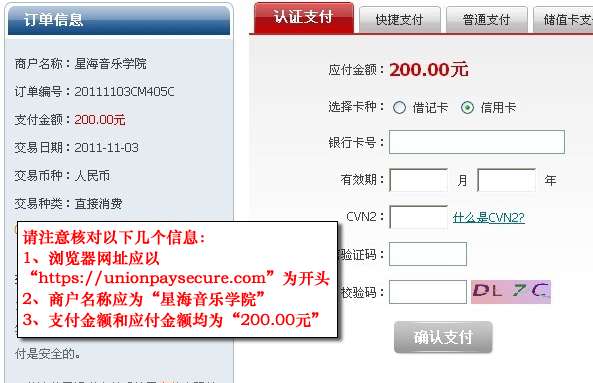 订单信息
商户名称：星海音乐学院
订单编号：20111103CM405C
支付金额：200.00元
交易日期：2011-11-03
交易币种：人民币
交易种类：直接消费
请注意核对以下几个信息：
1、浏览器网址应以
“https://unionpaysecure.com”为开头
2、商户名称应为“星海音乐学院”
3、支付金额和应付金额均为“200.00元”
付是安全的。
认证支付 快捷支付 普通支付 储值卡支
应付金额：200.00元
选择卡种： 借记卡 信用卡
银行卡号：
有效期： 月 年
CVN2： 什么是CVN2?
验证码：
校验码： DL7C
确认支付